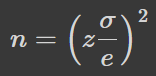 n = (z σ/e)²